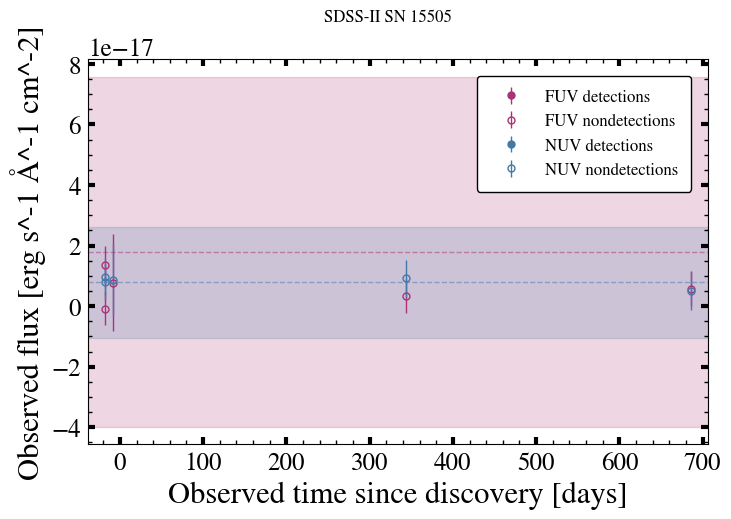 SDSS-II SN 15505
1e−17
Observed flux [erg s^-1 Å^-1 cm^-2]
8
6
4
2
0
−2
−4
FUV detections
FUV nondetections
NUV detections
NUV nondetections
0 100 200 300 400 500 600 700
Observed time since discovery [days]